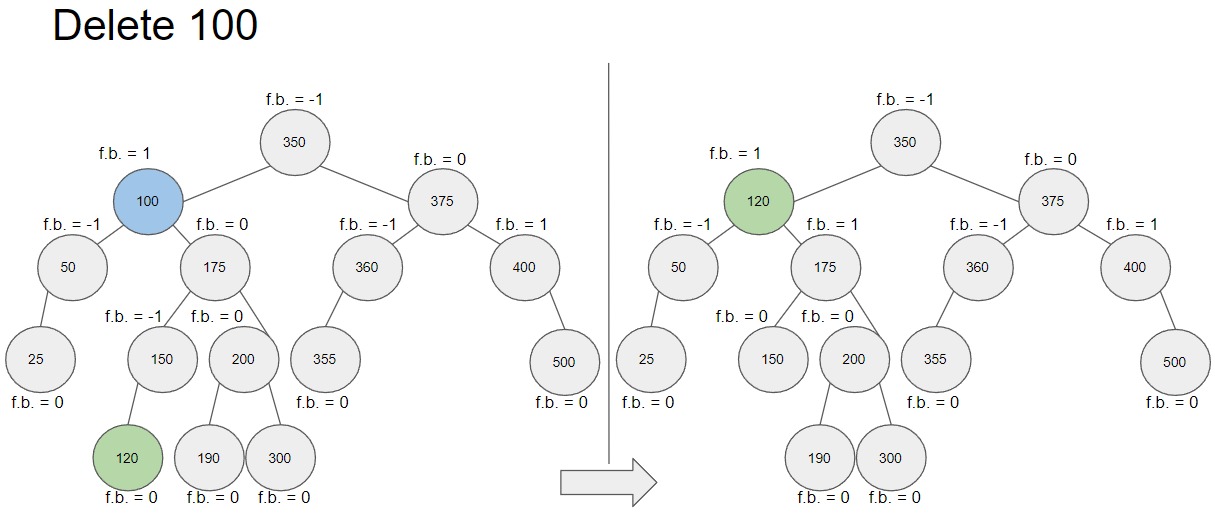 Delete 100
f.b. = -1
350
f.b. = 1
100
f.b. = 0
375
f.b. = -1
50
f.b. = 0
175
f.b. = -1
360
f.b. = 1
400
25
f.b. = 0
f.b. = -1
150
f.b. = 0
200
355
f.b. = 0
500
f.b. = 0
120
f.b. = 0
190
f.b. = 0
300
f.b. = 0
f.b. = -1
350
f.b. = 1
120
f.b. = 0
375
f.b. = -1
50
f.b. = 1
175
f.b. = -1
360
f.b. = 1
400
25
f.b. = 0
f.b. = 0
150
f.b. = 0
200
355
f.b. = 0
500
f.b. = 0
190
f.b. = 0
300
f.b. = 0